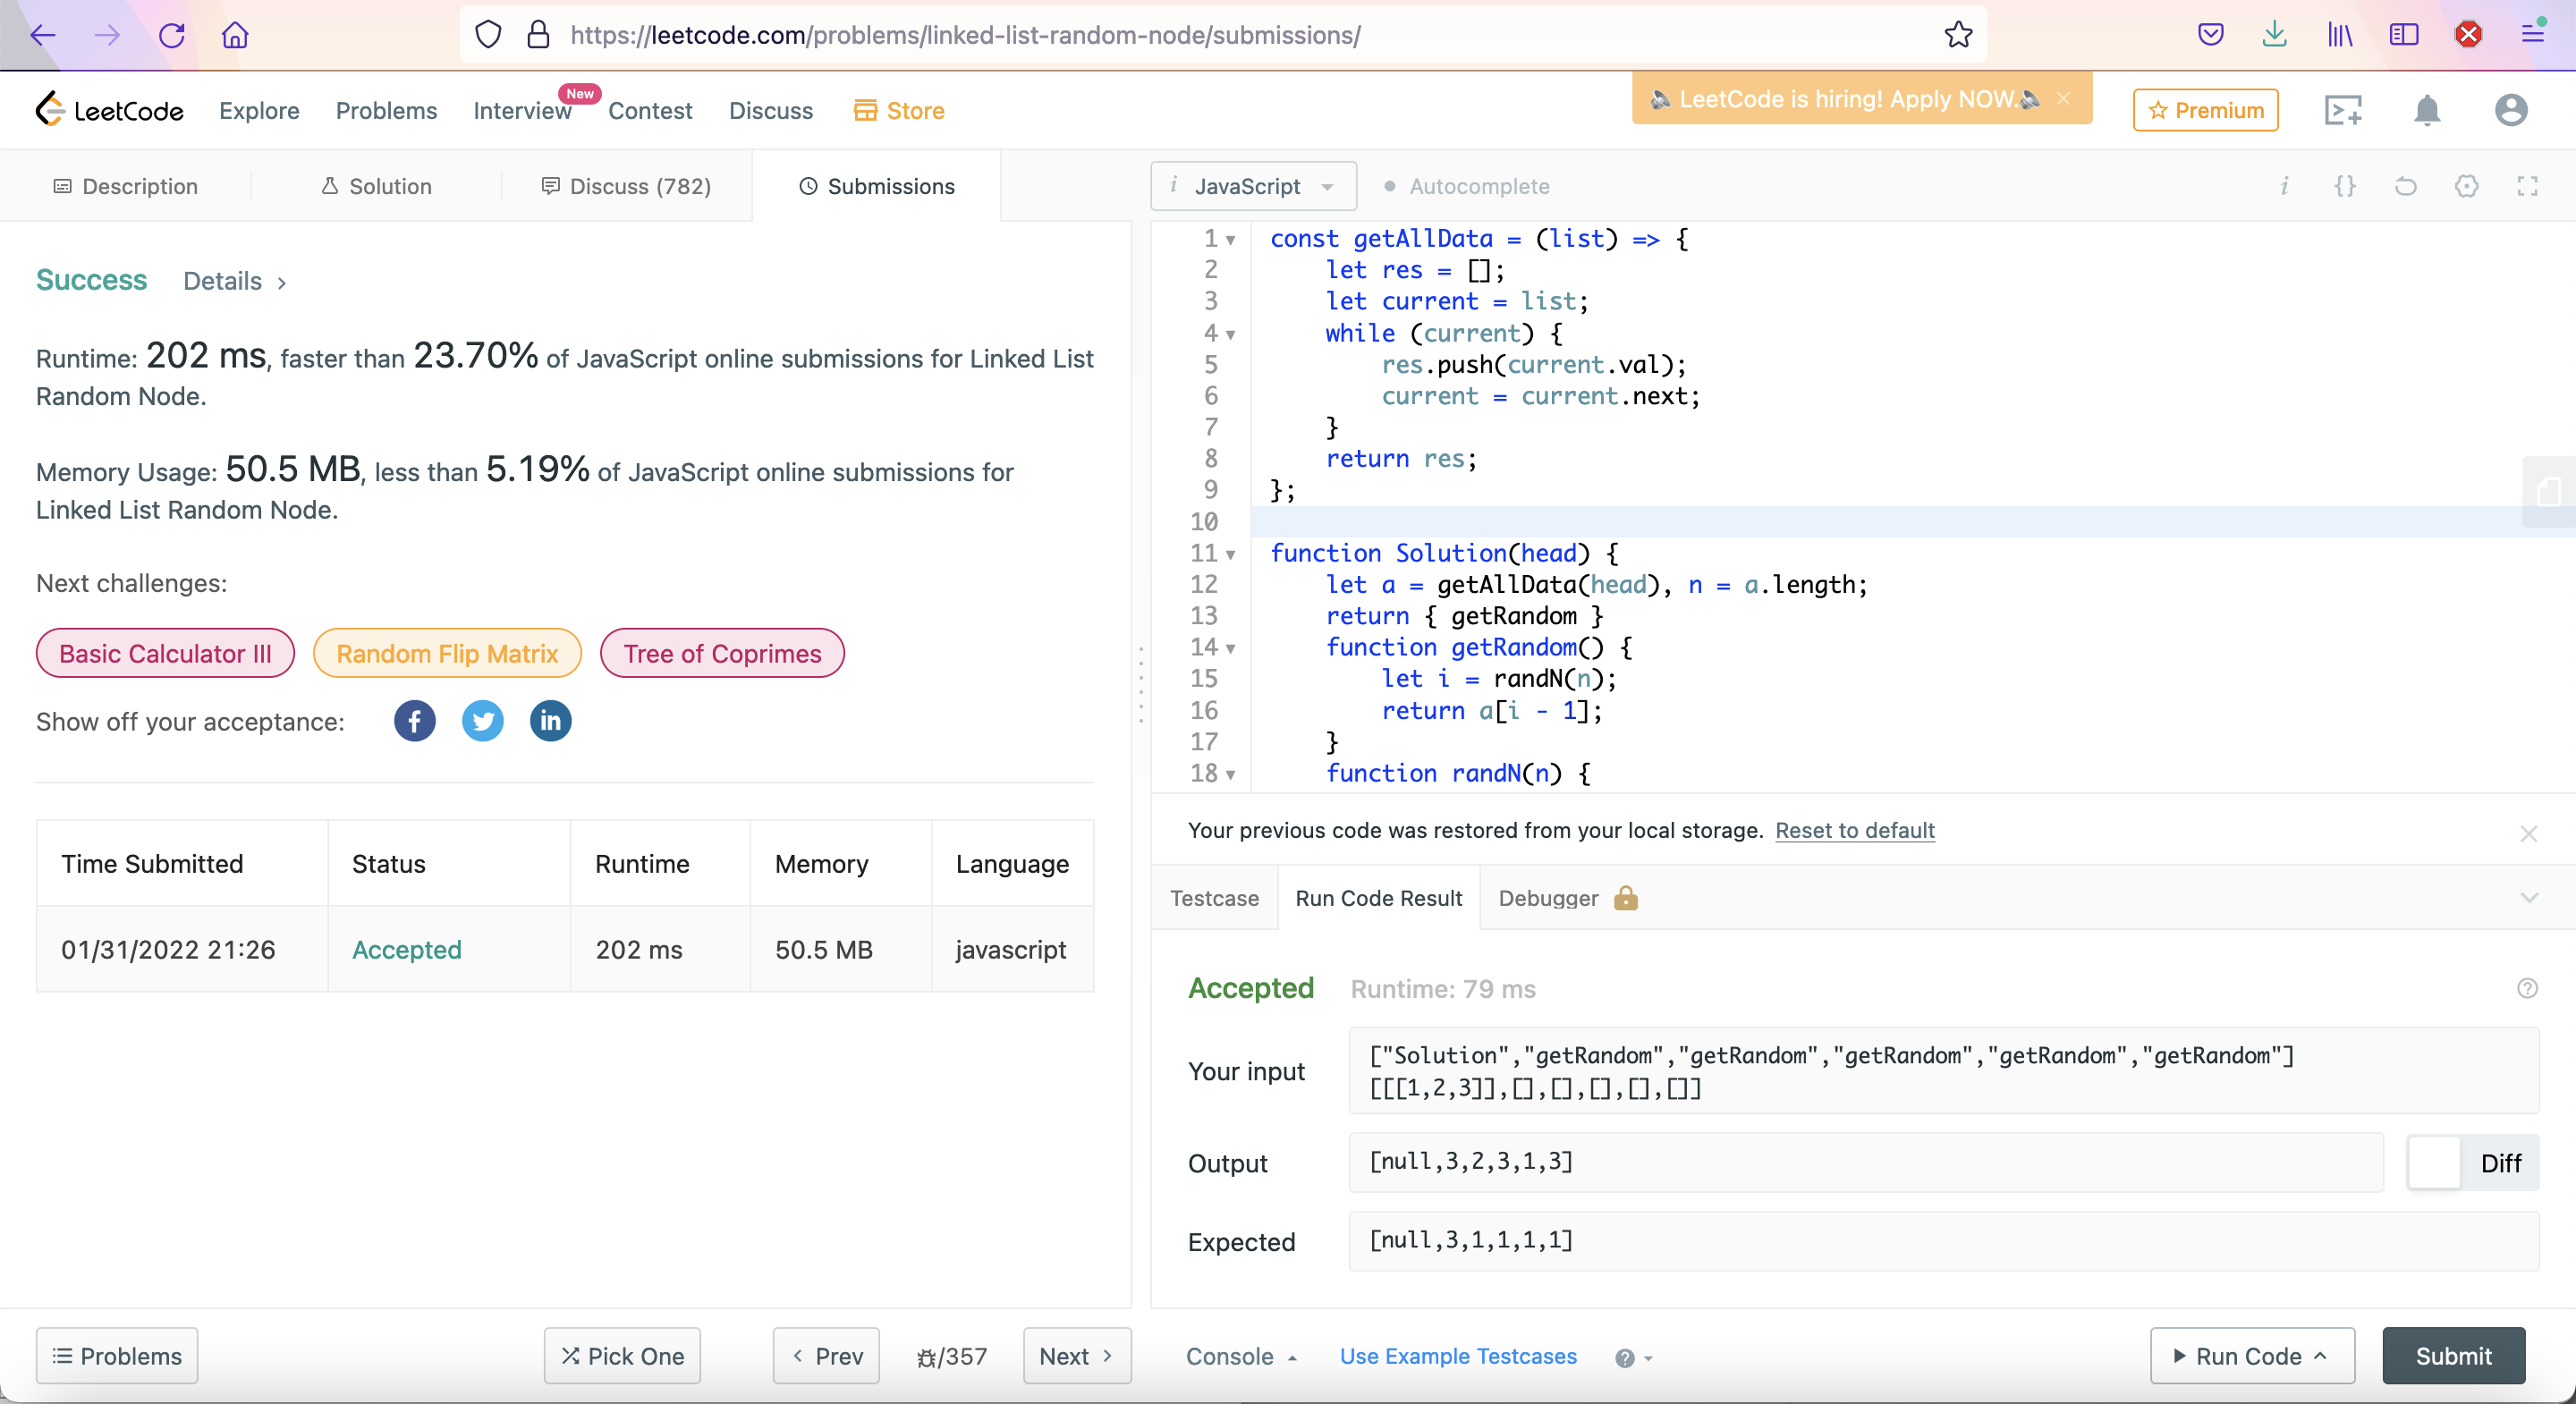 https://leetcode.com/problems/linked-list-random-node/submissions/
LeetCode
Explore
Problems
Interview
New
Contest
Discuss
Store
LeetCode is hiring! Apply NOW.
Premium
Description
Solution
Discuss (782)
Submissions
i JavaScript
Autocomplete
i
{}
Success
Details
Runtime: 202 ms, faster than 23.70% of JavaScript online submissions for Linked List
Random Node.
Memory Usage: 50.5 MB, less than 5.19% of JavaScript online submissions for
Linked List Random Node.
Next challenges:
Basic Calculator III
Random Flip Matrix
Tree of Coprimes
Show off your acceptance:
f
in
Time Submitted Status Runtime Memory Language
01/31/2022 21:26 Accepted 202 ms 50.5 MB javascript
1 const getAllData = (list) => {
2 let res = [];
3 let current = list;
4 while (current) {
5 res.push(current.val);
6 current = current.next;
7 }
8 return res;
9 };
10
11 function Solution(head) {
12 let a = getAllData(head), n = a.length;
13 return { getRandom }
14 function getRandom() {
15 let i = randN(n);
16 return a[i - 1];
17 }
18 function randN(n) {
Your previous code was restored from your local storage. Reset to default
Testcase
Run Code Result
Debugger
Accepted
Runtime: 79 ms
?
Your input
["Solution","getRandom","getRandom","getRandom","getRandom","getRandom"]
[[[1,2,3]],[],[],[],[],[]]
Output
[null,3,2,3,1,3]
Diff
Expected
[null,3,1,1,1,1]
Problems
Pick One
Prev
/357
Next
Console
Use Example Testcases
?
Run Code
Submit